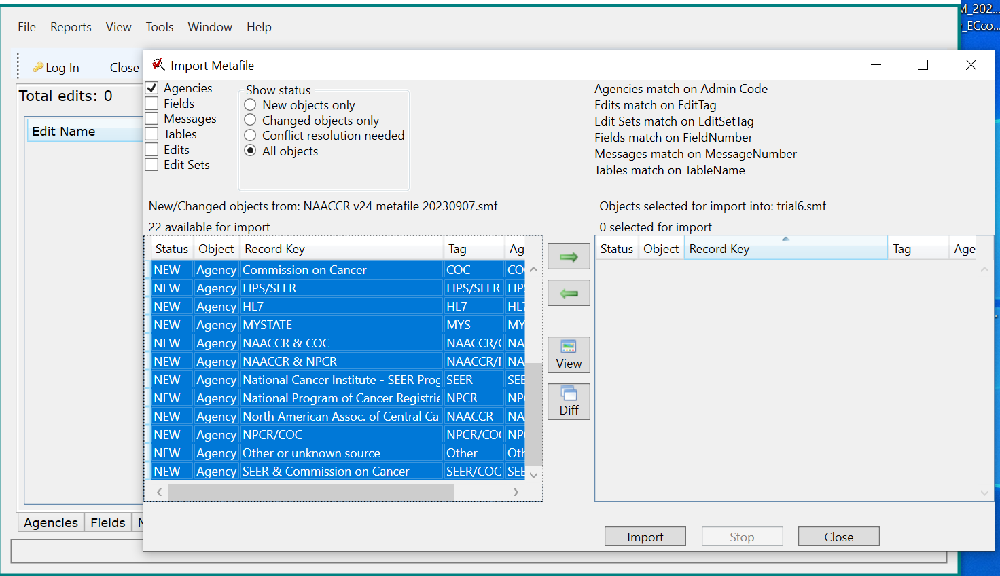 M_202...
_ECco...
File Reports View Tools Window Help
Log In Close
Total edits: 0
Edit Name
Agencies Fields
Import Metafile
Agencies
Fields
Messages
Tables
Edits
Edit Sets
Show status
New objects only
Changed objects only
Conflict resolution needed
All objects
Agencies match on Admin Code
Edits match on EditTag
Edit Sets match on EditSetTag
Fields match on FieldNumber
Messages match on MessageNumber
Tables match on TableName
New/Changed objects from: NAACCR v24 metafile 20230907.smf
22 available for import
Status Object Record Key Tag Ag
NEW Agency Commission on Cancer COC CO
NEW Agency FIPS/SEER FIPS/SEER FIP
NEW Agency HL7 HL7 HL7
NEW Agency MYSTATE MYS MY
NEW Agency NAACCR & COC NAACCR/C NA
NEW Agency NAACCR & NPCR NAACCR/N NA
NEW Agency National Cancer Institute - SEER Prog SEER SEE
NEW Agency National Program of Cancer Registrie NPCR NP
NEW Agency North American Assoc. of Central Ca NAACCR NA
NEW Agency NPCR/COC NPCR/COC NP
NEW Agency Other or unknown source Other Oth
NEW Agency SEER & Commission on Cancer SEER/COC SEE
View
Diff
Objects selected for import into: trial6.smf
0 selected for import
Status Object Record Key Tag Age
Import Stop Close